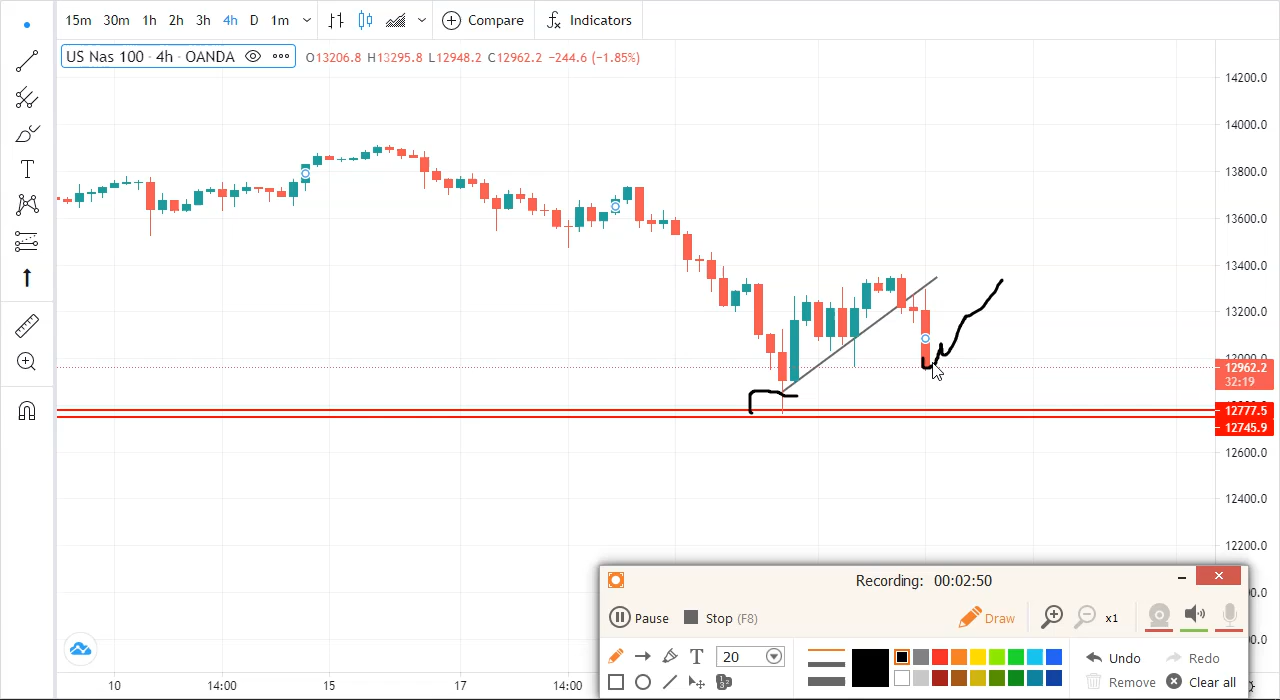 15m 30m 1h 2h 3h 4h D 1m Compare Indicators
US Nas 100 · 4h · OANDA O13206.8 H13295.8 L12948.2 C12962.2 −244.6 (−1.85%)
14200.0
14000.0
13800.0
13600.0
13400.0
13200.0
12962.2
32:19
12777.5
12745.9
12600.0
12400.0
12200.0
Recording: 00:02:50
Pause Stop (F8) Draw x1
T 20 Undo Redo
Remove Clear all
10 14:00 15 17 14:00